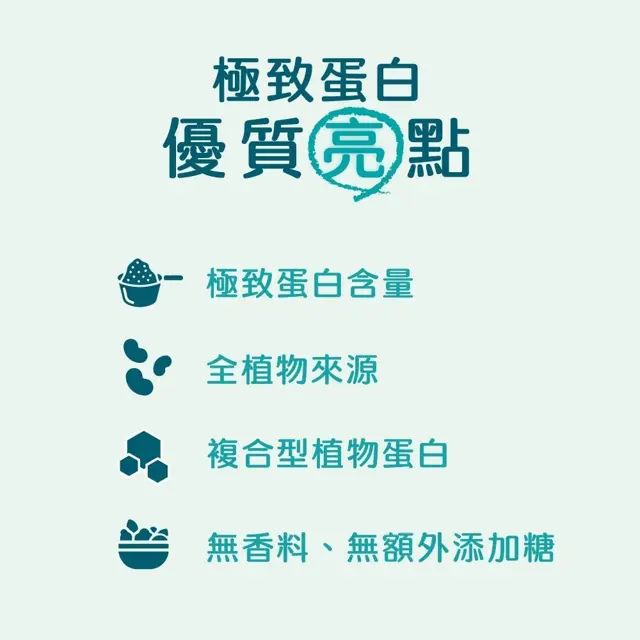 極致蛋白
優質亮點
極致蛋白含量
全植物來源
複合型植物蛋白
無香料、無額外添加糖